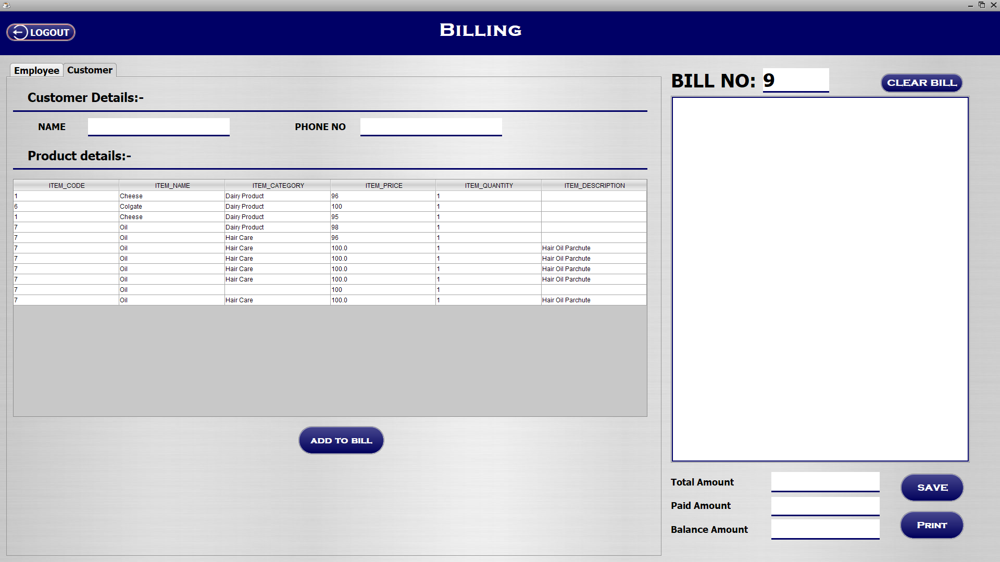 LOGOUT
Billing
Employee
Customer
Customer Details:-
NAME
PHONE NO
Product details:-
ITEM_CODE ITEM_NAME ITEM_CATEGORY ITEM_PRICE ITEM_QUANTITY ITEM_DESCRIPTION
1 Cheese Dairy Product 96 1
6 Colgate Dairy Product 100 1
1 Cheese Dairy Product 95 1
7 Oil Dairy Product 98 1
7 Oil Hair Care 96 1
7 Oil Hair Care 100.0 1 Hair Oil Parchute
7 Oil Hair Care 100.0 1 Hair Oil Parchute
7 Oil Hair Care 100.0 1 Hair Oil Parchute
7 Oil Hair Care 100.0 1 Hair Oil Parchute
7 Oil 100 1
7 Oil Hair Care 100.0 1 Hair Oil Parchute
ADD TO BILL
BILL NO: 9
CLEAR BILL
Total Amount
Paid Amount
Balance Amount
SAVE
Print